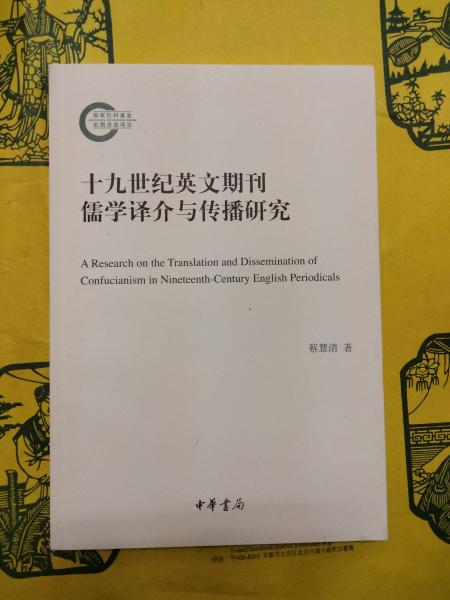 国家社科基金
后期资助项目
十九世纪英文期刊
儒学译介与传播研究
A Research on the Translation and Dissemination of
Confucianism in Nineteenth-Century English Periodicals
蔡慧清 著
中華書局